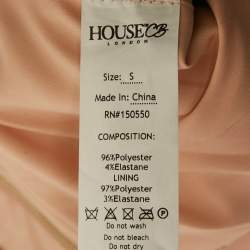 HOUSE OF CB
LONDON
Size: S
Made in: China
RN#150550
COMPOSITION:
96%Polyester
4%Elastane
LINING
97%Polyester
3%Elastane
Do not wash
Do not bleach
Do not dry